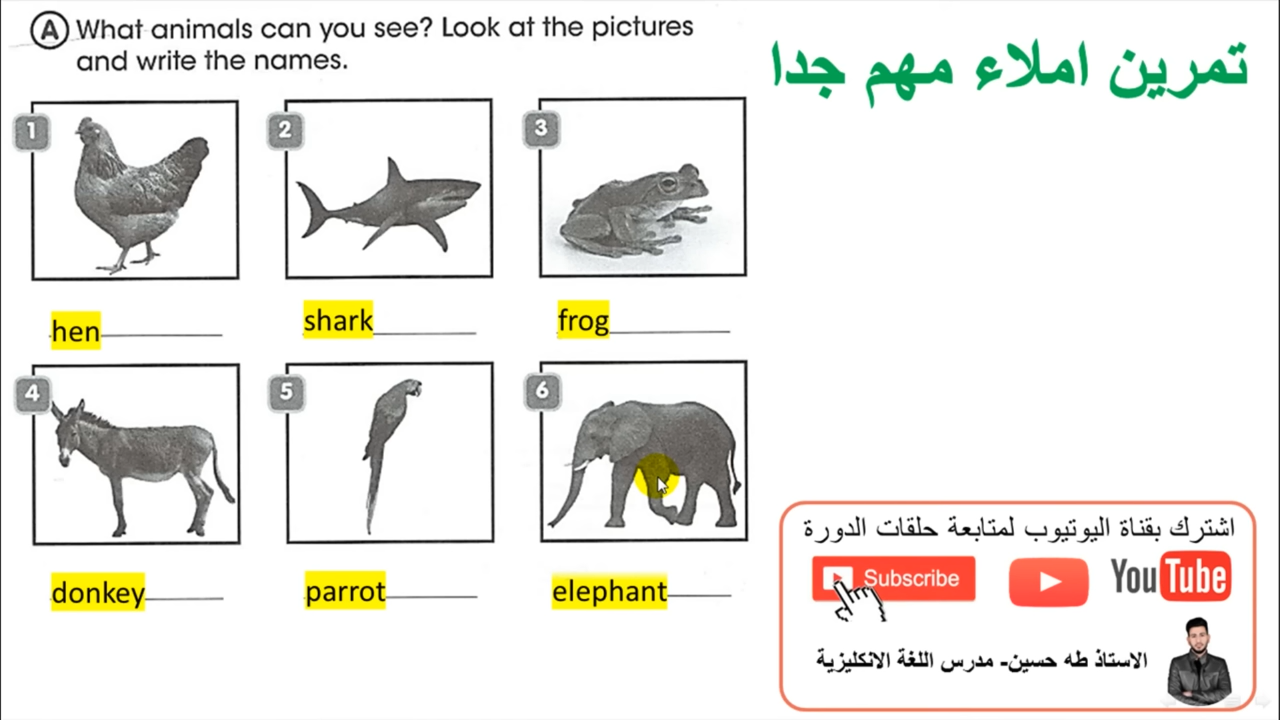 A What animals can you see? Look at the pictures
and write the names.
تمرين املاء مهم جدا
1
2
3
hen
shark
frog
4
5
6
donkey
parrot
elephant
اشترك بقناة اليوتيوب لمتابعة حلقات الدورة
Subscribe
YouTube
الاستاذ طه حسين- مدرس اللغة الانكليزية